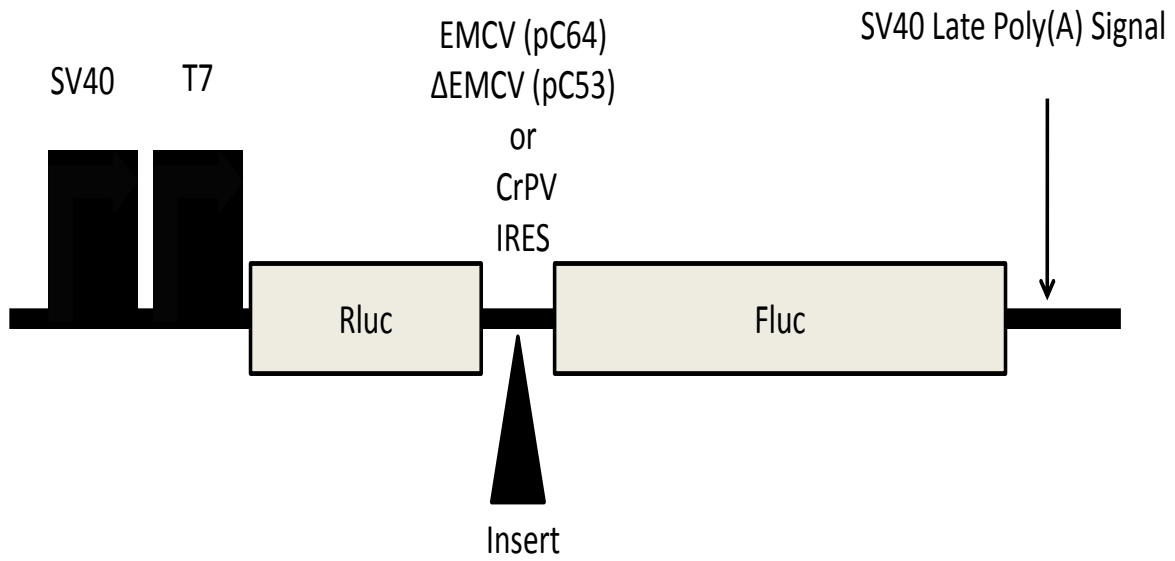 SV40
T7
EMCV (pC64)
ΔEMCV (pC53)
or
CrPV
IRES
SV40 Late Poly(A) Signal
Rluc
Fluc
Insert